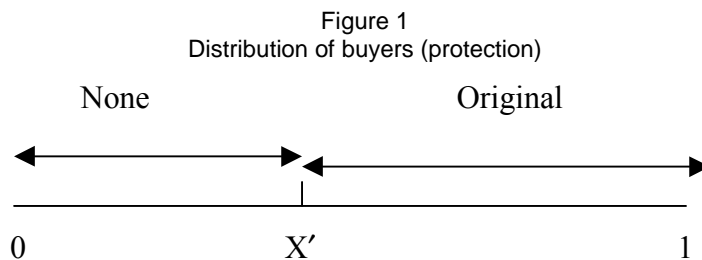 Figure 1
Distribution of buyers (protection)
None Original
0 X′ 1